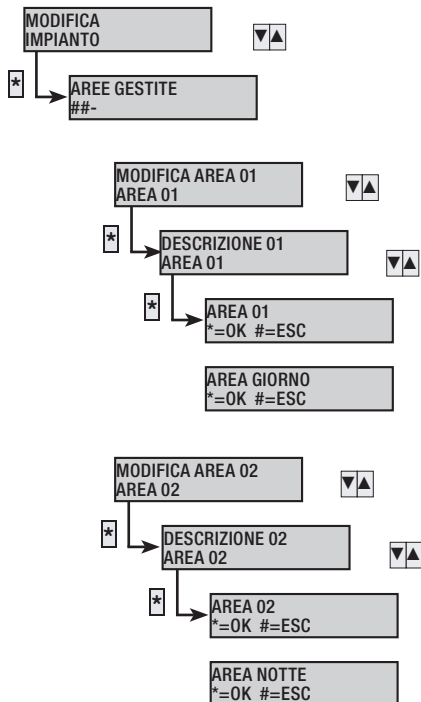 MODIFICA
IMPIANTO
▼▲
*
AREE GESTITE
##-
MODIFICA AREA 01
AREA 01
▼▲
*
DESCRIZIONE 01
AREA 01
▼▲
*
AREA 01
*=OK #=ESC
AREA GIORNO
*=OK #=ESC
MODIFICA AREA 02
AREA 02
▼▲
*
DESCRIZIONE 02
AREA 02
▼▲
*
AREA 02
*=OK #=ESC
AREA NOTTE
*=OK #=ESC